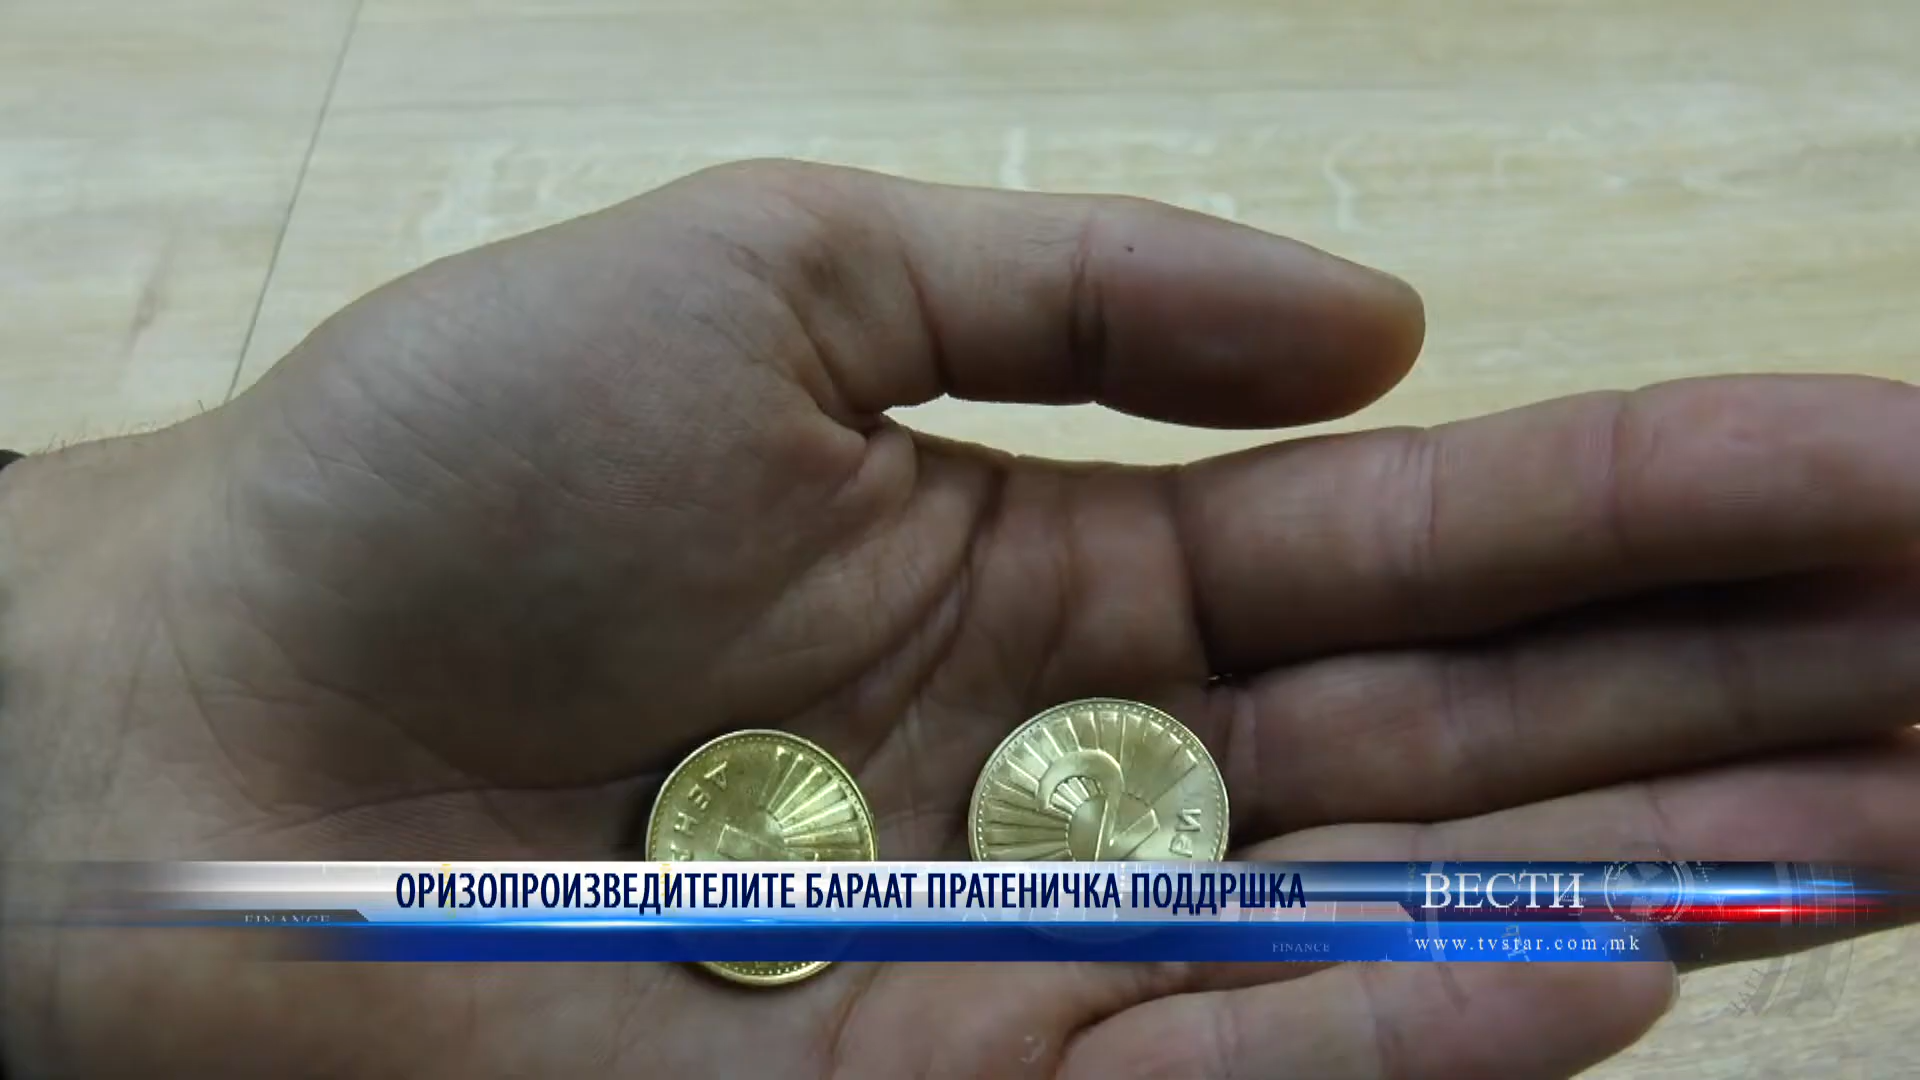 ОРИЗОПРОИЗВЕДИТЕЛИТЕ БАРААТ ПРАТЕНИЧКА ПОДДРШКА
ВЕСТИ
FINANCE
FINANCE
www.tvstar.com.mk